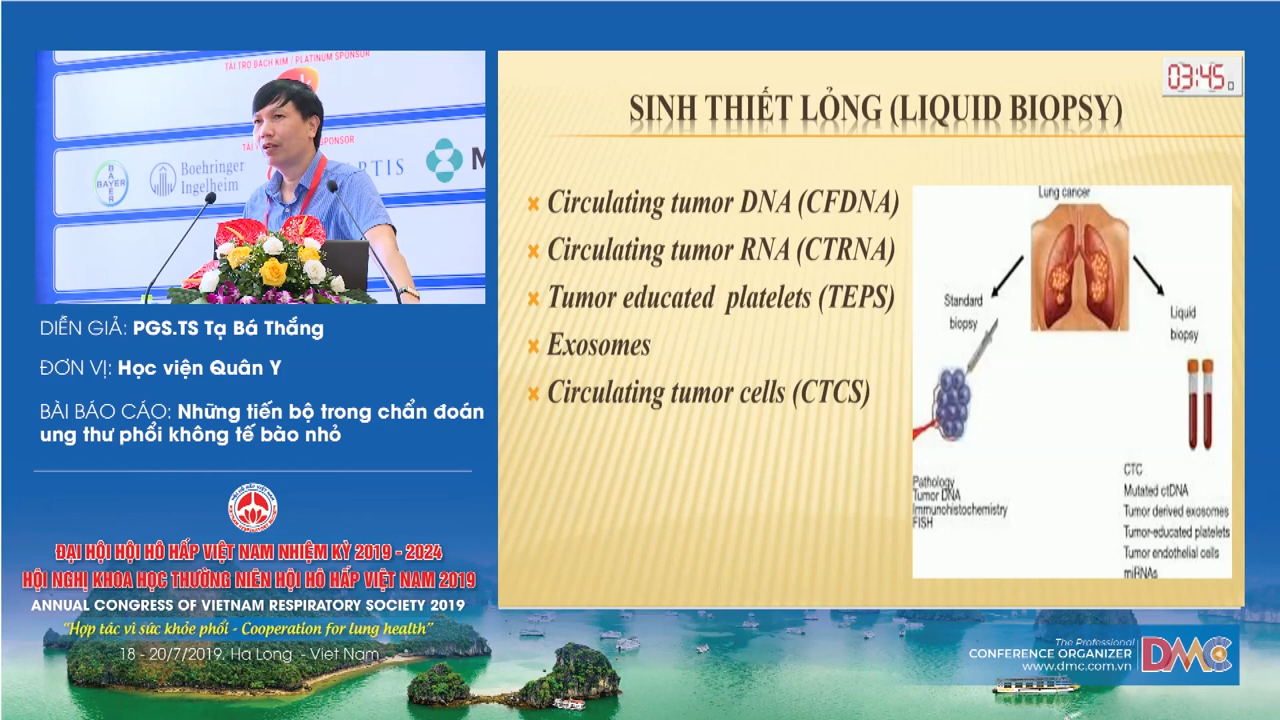 TÀI TRỢ BẠCH KIM / PLATINUM SPONSOR
BAYER
Boehringer
Ingelheim
DIỄN GIẢ: PGS.TS Tạ Bá Thắng
ĐƠN VỊ: Học viện Quân Y
BÀI BÁO CÁO: Những tiến bộ trong chẩn đoán
ung thư phổi không tế bào nhỏ
ĐẠI HỘI HỘI HÔ HẤP VIỆT NAM NHIỆM KỲ 2019 - 2024
HỘI NGHỊ KHOA HỌC THƯỜNG NIÊN HỘI HÔ HẤP VIỆT NAM 2019
ANNUAL CONGRESS OF VIETNAM RESPIRATORY SOCIETY 2019
"Hợp tác vì sức khỏe phổi - Cooperation for lung health"
18 - 20/7/2019. Ha Long - Viet Nam
03:45
SINH THIẾT LỎNG (LIQUID BIOPSY)
Circulating tumor DNA (CFDNA)
Circulating tumor RNA (CTRNA)
Tumor educated platelets (TEPS)
Exosomes
Circulating tumor cells (CTCS)
Lung cancer
Standard
biopsy
Liquid
biopsy
Pathology
Tumor DNA
Immunohistochemistry
FISH
CTC
Mutated ctDNA
Tumor derived exosomes
Tumor-educated platelets
Tumor endothelial cells
miRNAs
The Professional
CONFERENCE ORGANIZER
www.dmc.com.vn
DMC